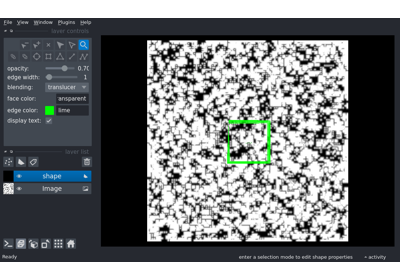 File View Window Plugins Help
layer controls
opacity: 0.70
edge width: 1
blending: translucer
face color: ansparent
edge color: lime
display text:
layer list
shape
Image
Ready
enter a selection mode to edit shape properties
activity